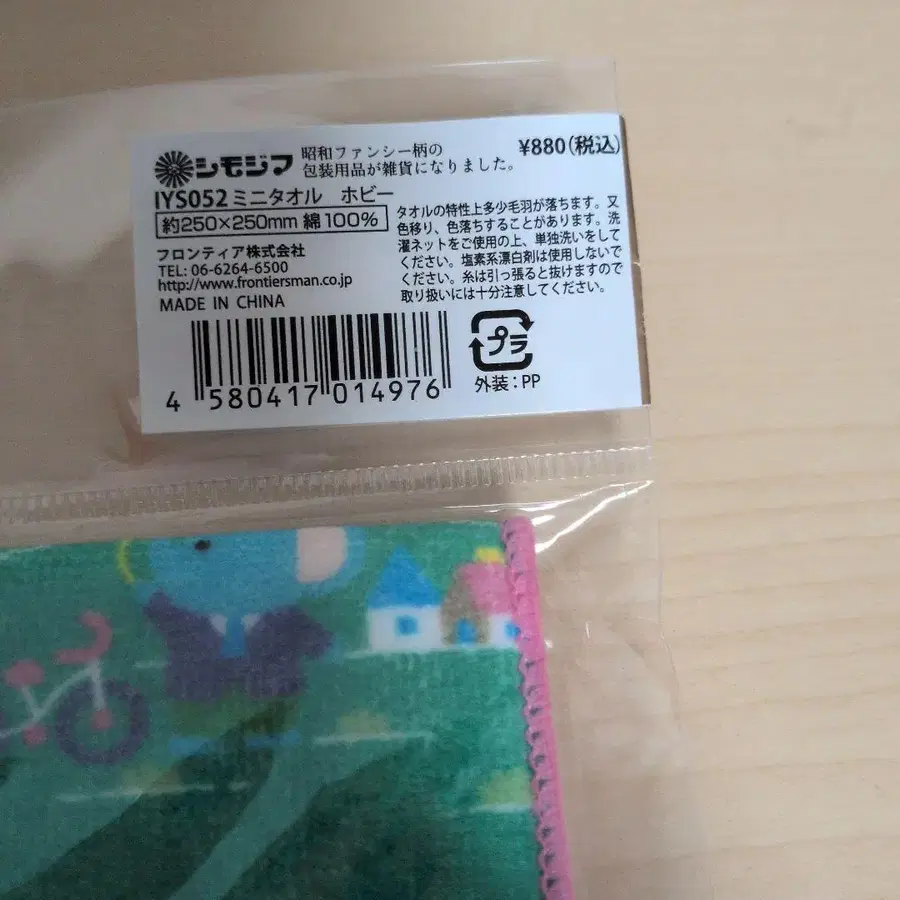 シモジマ
昭和ファンシー柄の
包装用品が雑貨になりました。
¥880(税込)
IYS052ミニタオル ホビー
約250×250mm 綿100%
フロンティア株式会社
TEL: 06-6264-6500
http://www.frontiersman.co.jp
MADE IN CHINA
タオルの特性上多少毛羽が落ちます。又
色移り、色落ちすることがあります。洗
濯ネットをご使用の上、単独洗いをして
ください。塩素系漂白剤は使用しないで
ください。糸は引っ張ると抜けますので
取り扱いには十分注意してください。
4 580417 014976
プラ
外装：PP